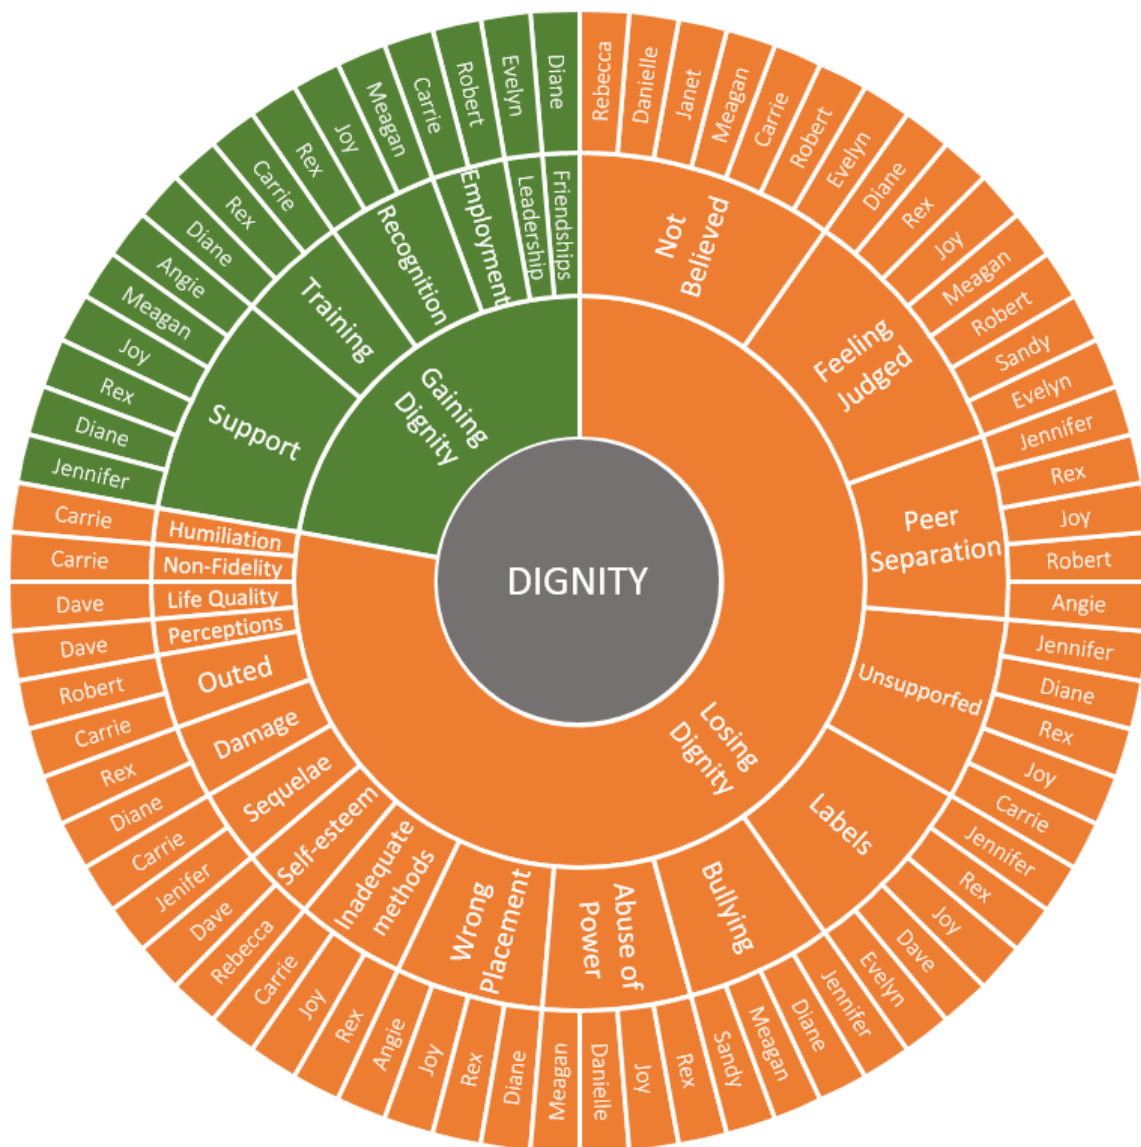 DIGNITY
Gaining
Dignity
Losing
Dignity
Not
Believed
Rebecca
Danielle
Janet
Meagan
Carrie
Robert
Evelyn
Feeling
Judged
Diane
Rex
Joy
Meagan
Robert
Sandy
Evelyn
Peer
Separation
Jennifer
Rex
Joy
Robert
Angie
Unsupporfed
Jennifer
Diane
Rex
Joy
Carrie
Labels
Jennifer
Rex
Joy
Dave
Evelyn
Bullying
Jennifer
Diane
Meagan
Sandy
Abuse of
Power
Rex
Joy
Danielle
Meagan
Wrong
Placement
Diane
Rex
Joy
Angie
Inadequate
methods
Rex
Joy
Carrie
Self-esteem
Rebecca
Dave
Sequelae
Jenifer
Carrie
Damage
Diane
Rex
Outed
Carrie
Robert
Perceptions
Dave
Life Quality
Dave
Non-Fidelity
Carrie
Humiliation
Carrie
Support
Jennifer
Diane
Rex
Joy
Meagan
Angie
Training
Diane
Rex
Carrie
Recognition
Rex
Joy
Meagan
Employment
Carrie
Robert
Leadership
Evelyn
Friendships
Diane